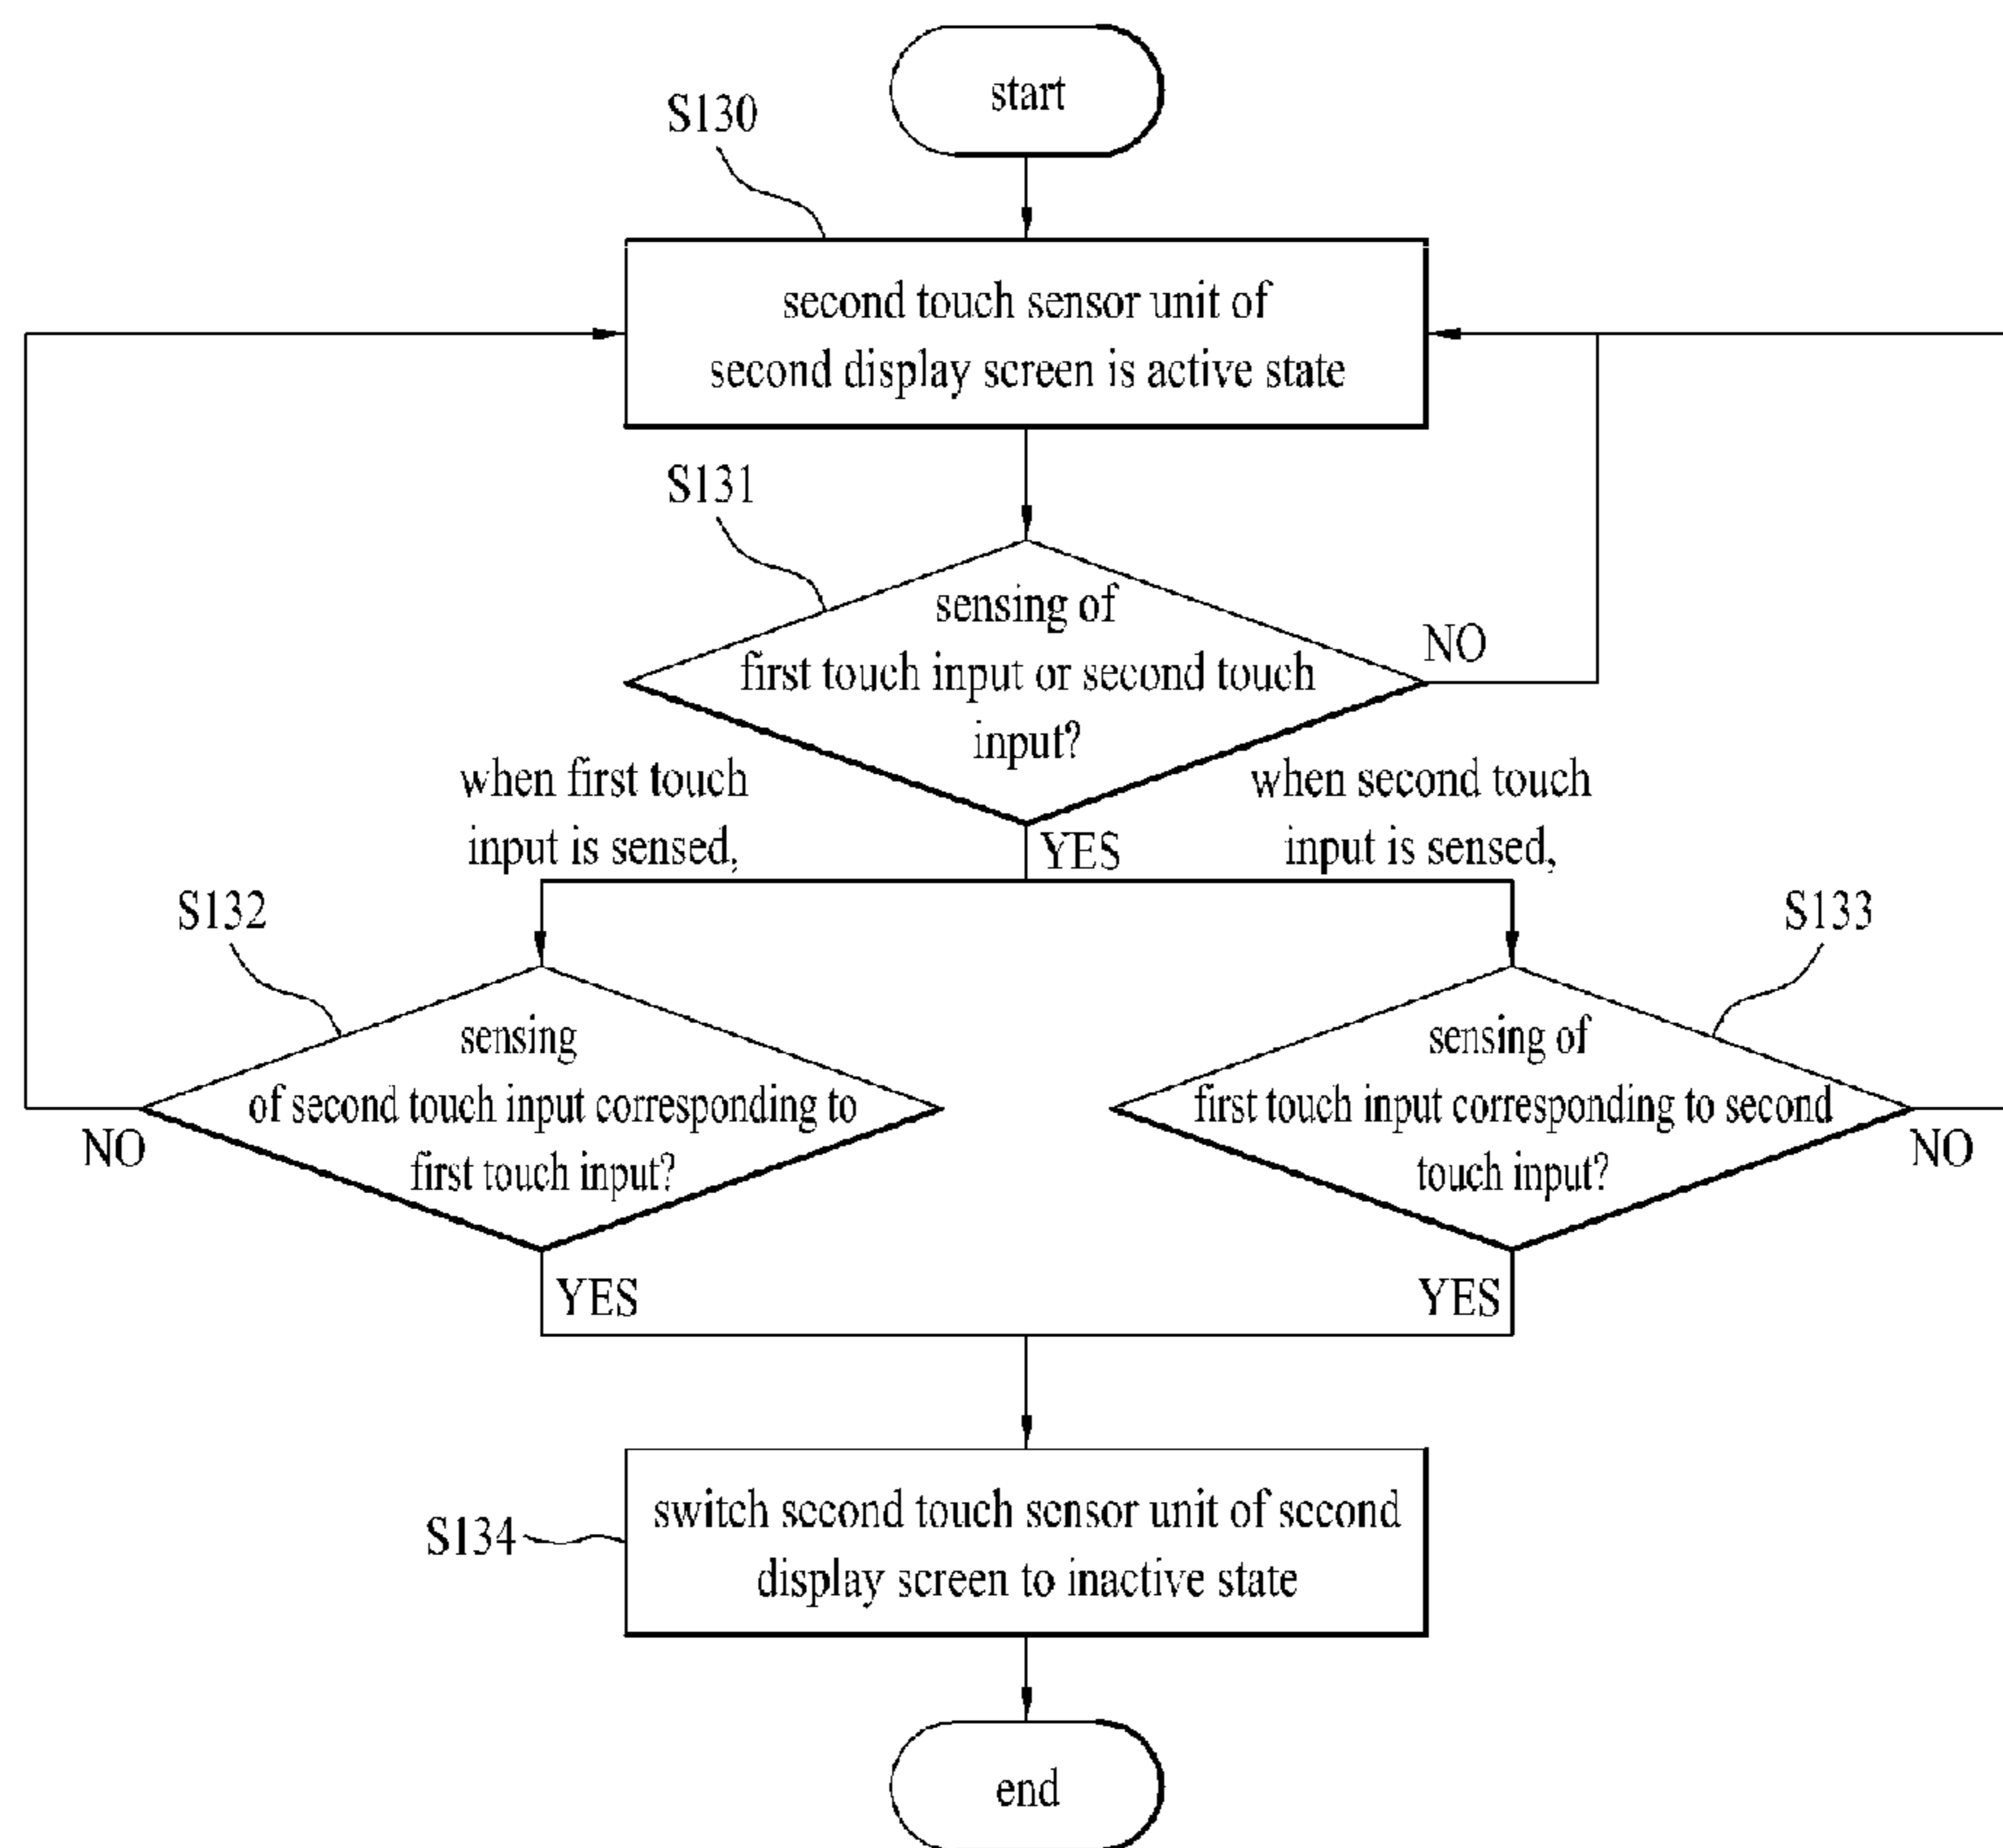 start
S130
second touch sensor unit of
second display screen is active state
S131
sensing of
first touch input or second touch
input?
NO
when first touch
input is sensed,
YES
when second touch
input is sensed,
S132
sensing
of second touch input corresponding to
first touch input?
NO
YES
S133
sensing of
first touch input corresponding to second
touch input?
NO
YES
S134
switch second touch sensor unit of second
display screen to inactive state
end